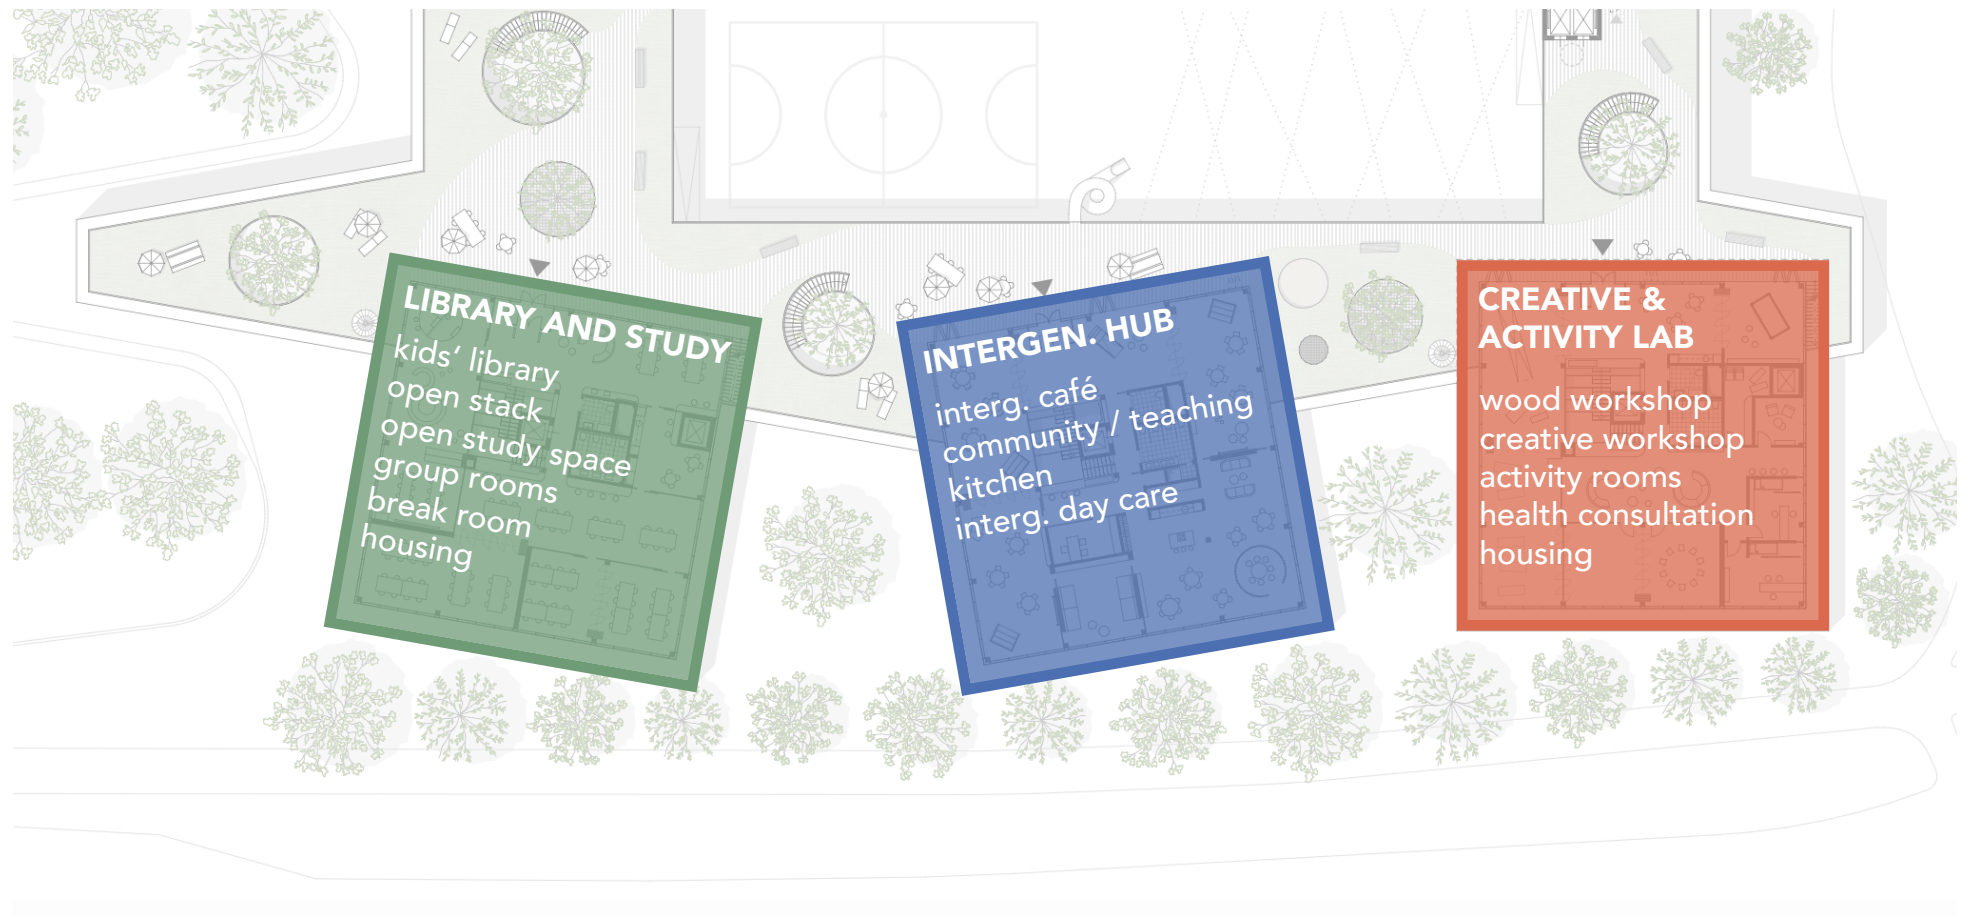 LIBRARY AND STUDY
kids‘ library
open stack
open study space
group rooms
break room
housing
INTERGEN. HUB
interg. café
community / teaching
kitchen
interg. day care
CREATIVE &
ACTIVITY LAB
wood workshop
creative workshop
activity rooms
health consultation
housing